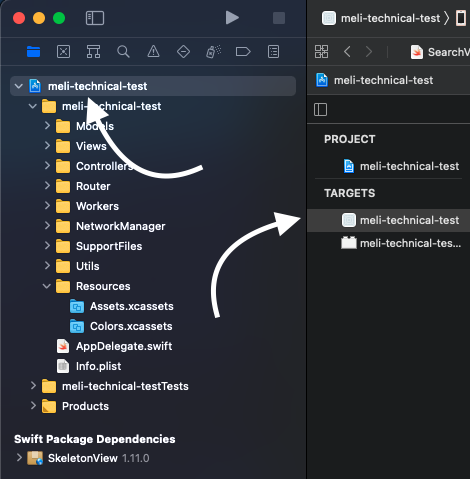 meli-technical-test
SearchV
meli-technical-test
meli-technical-test
meli-technical-test
Models
Views
Controllers
Router
Workers
NetworkManager
SupportFiles
Utils
Resources
Assets.xcassets
Colors.xcassets
AppDelegate.swift
Info.plist
meli-technical-testTests
Products
Swift Package Dependencies
SkeletonView 1.11.0
PROJECT
meli-technical-test
TARGETS
meli-technical-test
meli-technical-tes...